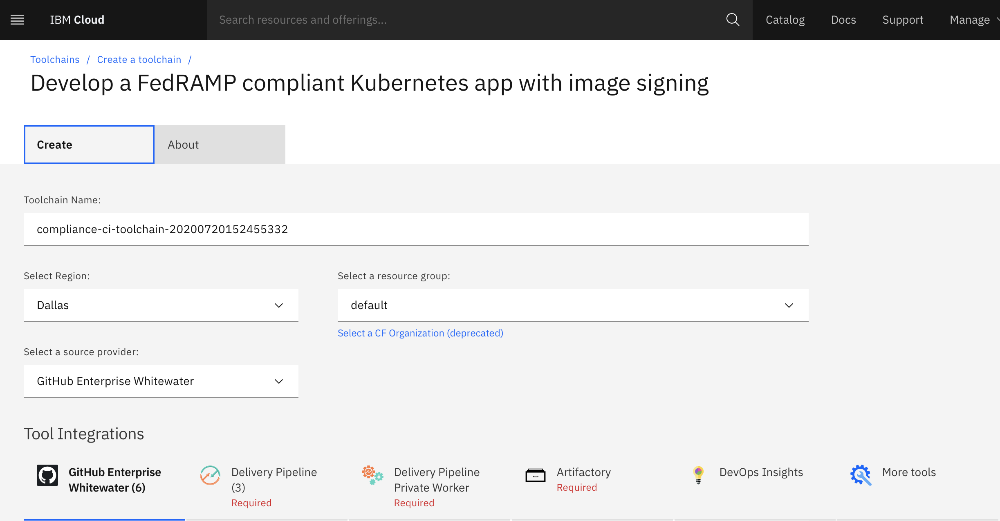 IBM Cloud Search resources and offerings... Catalog Docs Support Manage
Toolchains / Create a toolchain /
Develop a FedRAMP compliant Kubernetes app with image signing
Create About
Toolchain Name:
compliance-ci-toolchain-20200720152455332
Select Region: Select a resource group:
Dallas default
Select a CF Organization (deprecated)
Select a source provider:
GitHub Enterprise Whitewater
Tool Integrations
GitHub Enterprise
Whitewater (6)
Delivery Pipeline
(3)
Required
Delivery Pipeline
Private Worker
Required
Artifactory
Required
DevOps Insights
More tools